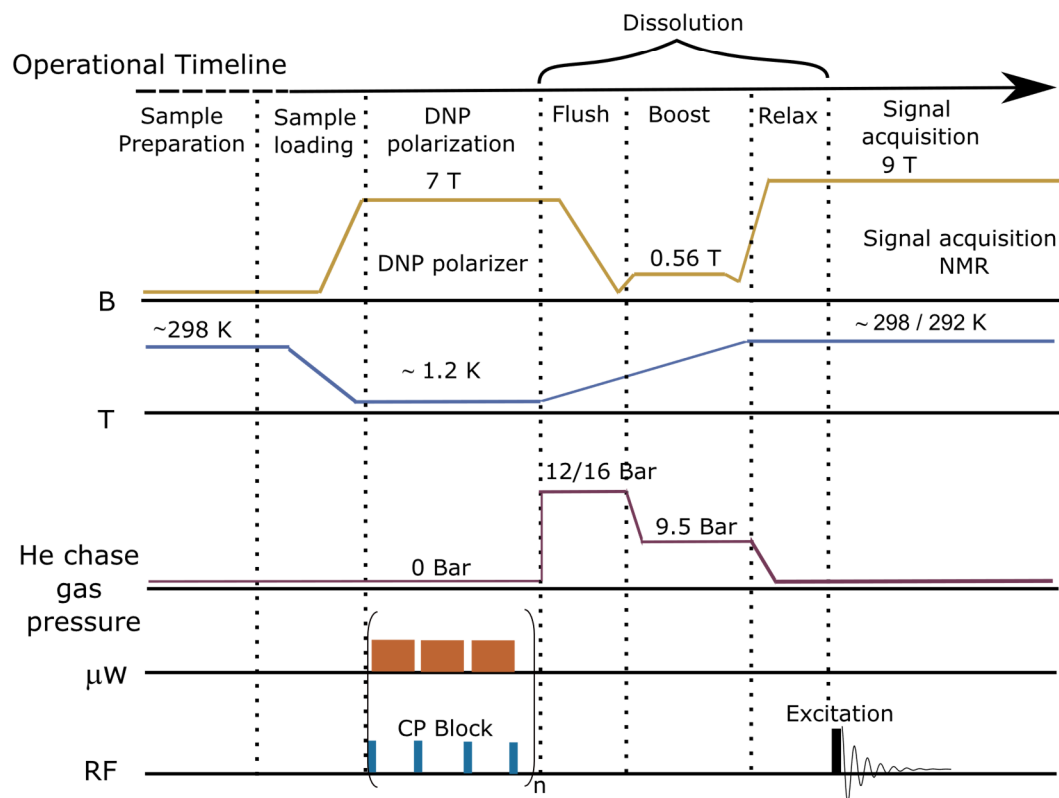 Dissolution
Operational Timeline
Sample
Preparation
Sample
loading
DNP
polarization
Flush
Boost
Relax
Signal
acquisition
7 T
9 T
DNP polarizer
0.56 T
Signal acquisition
NMR
B
~298 K
~ 1.2 K
~ 298 / 292 K
T
12/16 Bar
9.5 Bar
0 Bar
He chase
gas
pressure
μW
CP Block
Excitation
RF
n